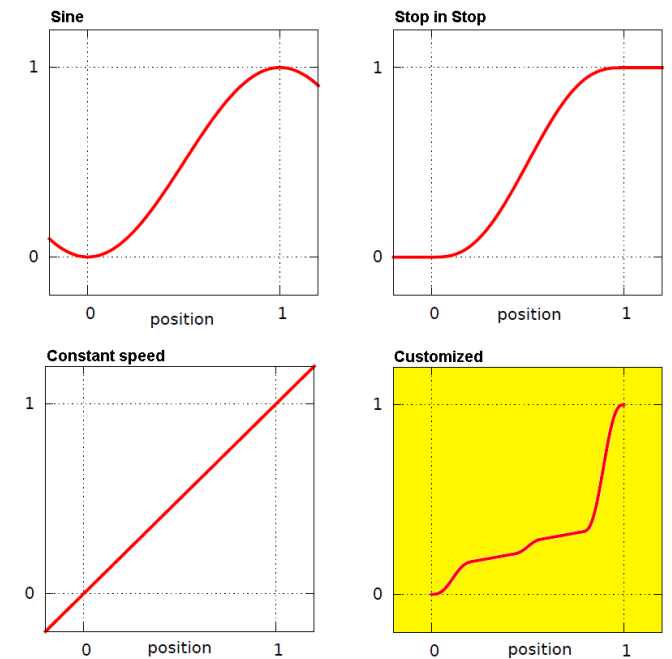 Sine
1
0
0 1
position
Stop in Stop
1
0
0 1
position
Constant speed
1
0
0 1
position
Customized
1
0
0 1
position